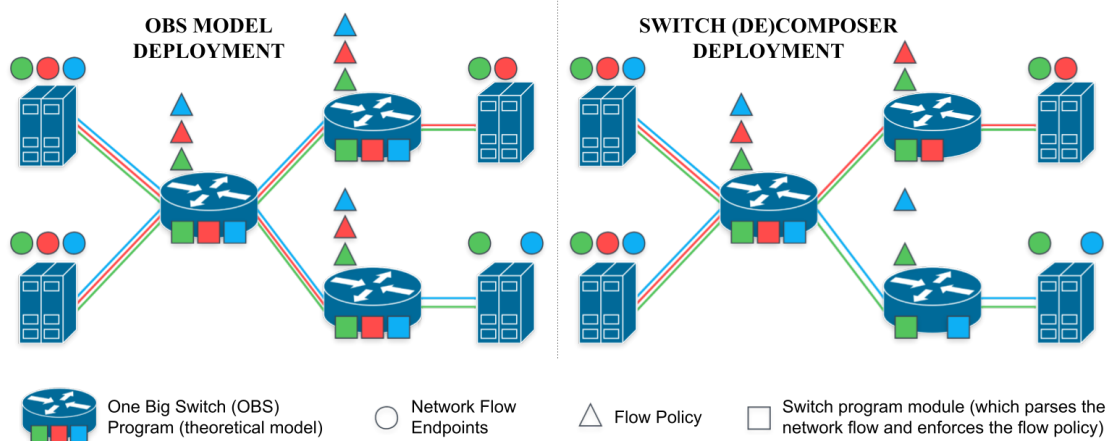 OBS MODEL
DEPLOYMENT
SWITCH (DE)COMPOSER
DEPLOYMENT
One Big Switch (OBS)
Program (theoretical model)
Network Flow
Endpoints
Flow Policy
Switch program module (which parses the
network flow and enforces the flow policy)